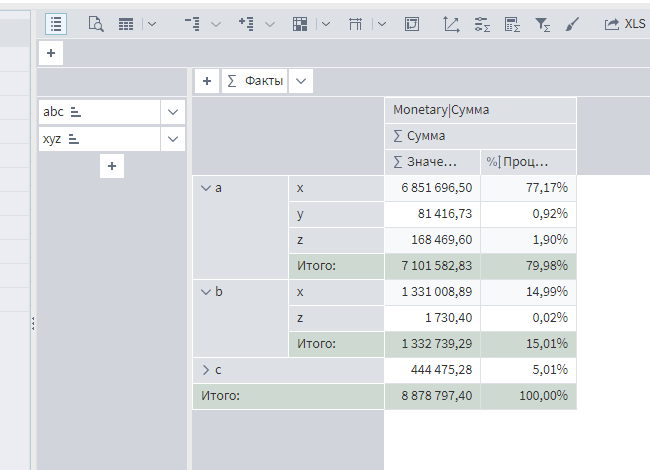 XLS
+
+ Σ Факты
abc
xyz
+
Monetary|Сумма
Σ Сумма
Σ Значе... % Проц...
a x 6 851 696,50 77,17%
y 81 416,73 0,92%
z 168 469,60 1,90%
Итого: 7 101 582,83 79,98%
b x 1 331 008,89 14,99%
z 1 730,40 0,02%
Итого: 1 332 739,29 15,01%
c 444 475,28 5,01%
Итого: 8 878 797,40 100,00%